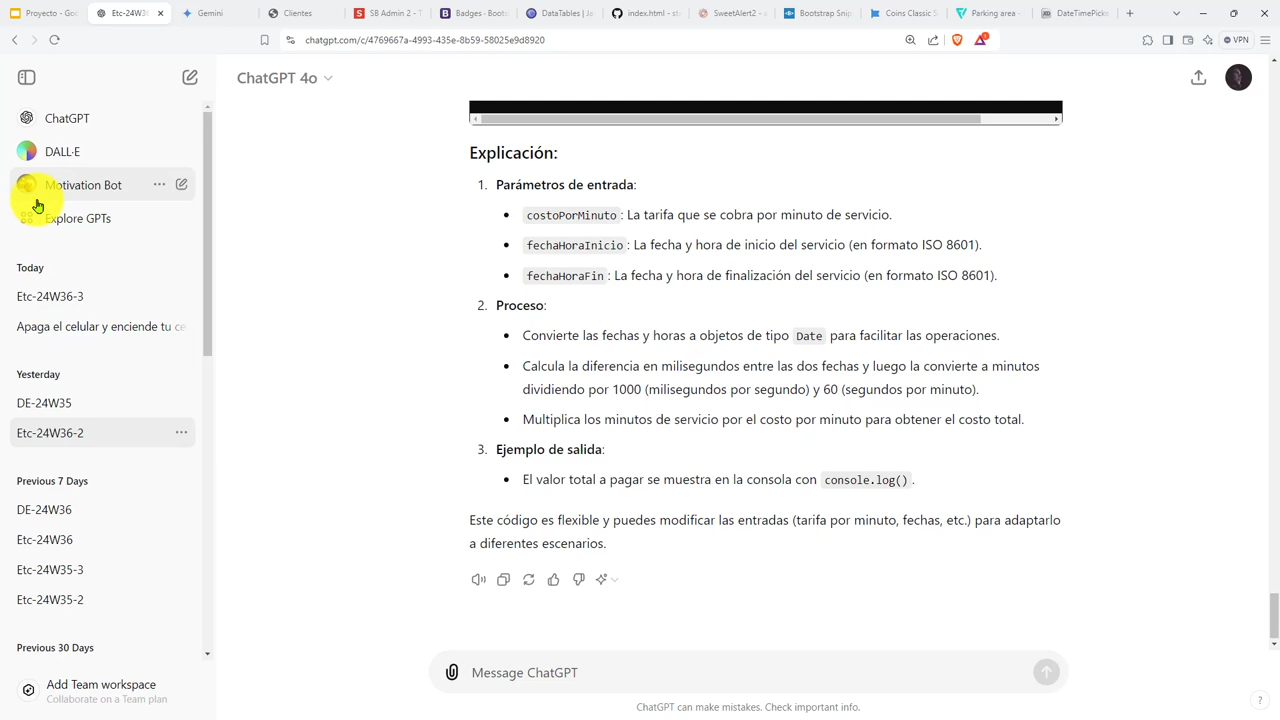 Proyecto - Goo
Etc-24W36
Gemini
Clientes
SB Admin 2 - T
Badges - Boots
DataTables | Ja
index.html - sta
SweetAlert2 - a
Bootstrap Snip
Coins Classic S
Parking area -
DateTimePicke
chatgpt.com/c/4769667a-4993-435e-8b59-58025e9d8920
1
VPN
ChatGPT
DALL·E
Motivation Bot
Explore GPTs
Today
Etc-24W36-3
Apaga el celular y enciende tu ce
Yesterday
DE-24W35
Etc-24W36-2
Previous 7 Days
DE-24W36
Etc-24W36
Etc-24W35-3
Etc-24W35-2
Previous 30 Days
Add Team workspace
Collaborate on a Team plan
ChatGPT 4o
Explicación:
1. Parámetros de entrada:
• costoPorMinuto: La tarifa que se cobra por minuto de servicio.
• fechaHoraInicio: La fecha y hora de inicio del servicio (en formato ISO 8601).
• fechaHoraFin: La fecha y hora de finalización del servicio (en formato ISO 8601).
2. Proceso:
• Convierte las fechas y horas a objetos de tipo Date para facilitar las operaciones.
• Calcula la diferencia en milisegundos entre las dos fechas y luego la convierte a minutos
dividiendo por 1000 (milisegundos por segundo) y 60 (segundos por minuto).
• Multiplica los minutos de servicio por el costo por minuto para obtener el costo total.
3. Ejemplo de salida:
• El valor total a pagar se muestra en la consola con console.log().
Este código es flexible y puedes modificar las entradas (tarifa por minuto, fechas, etc.) para adaptarlo
a diferentes escenarios.
Message ChatGPT
ChatGPT can make mistakes. Check important info.
?